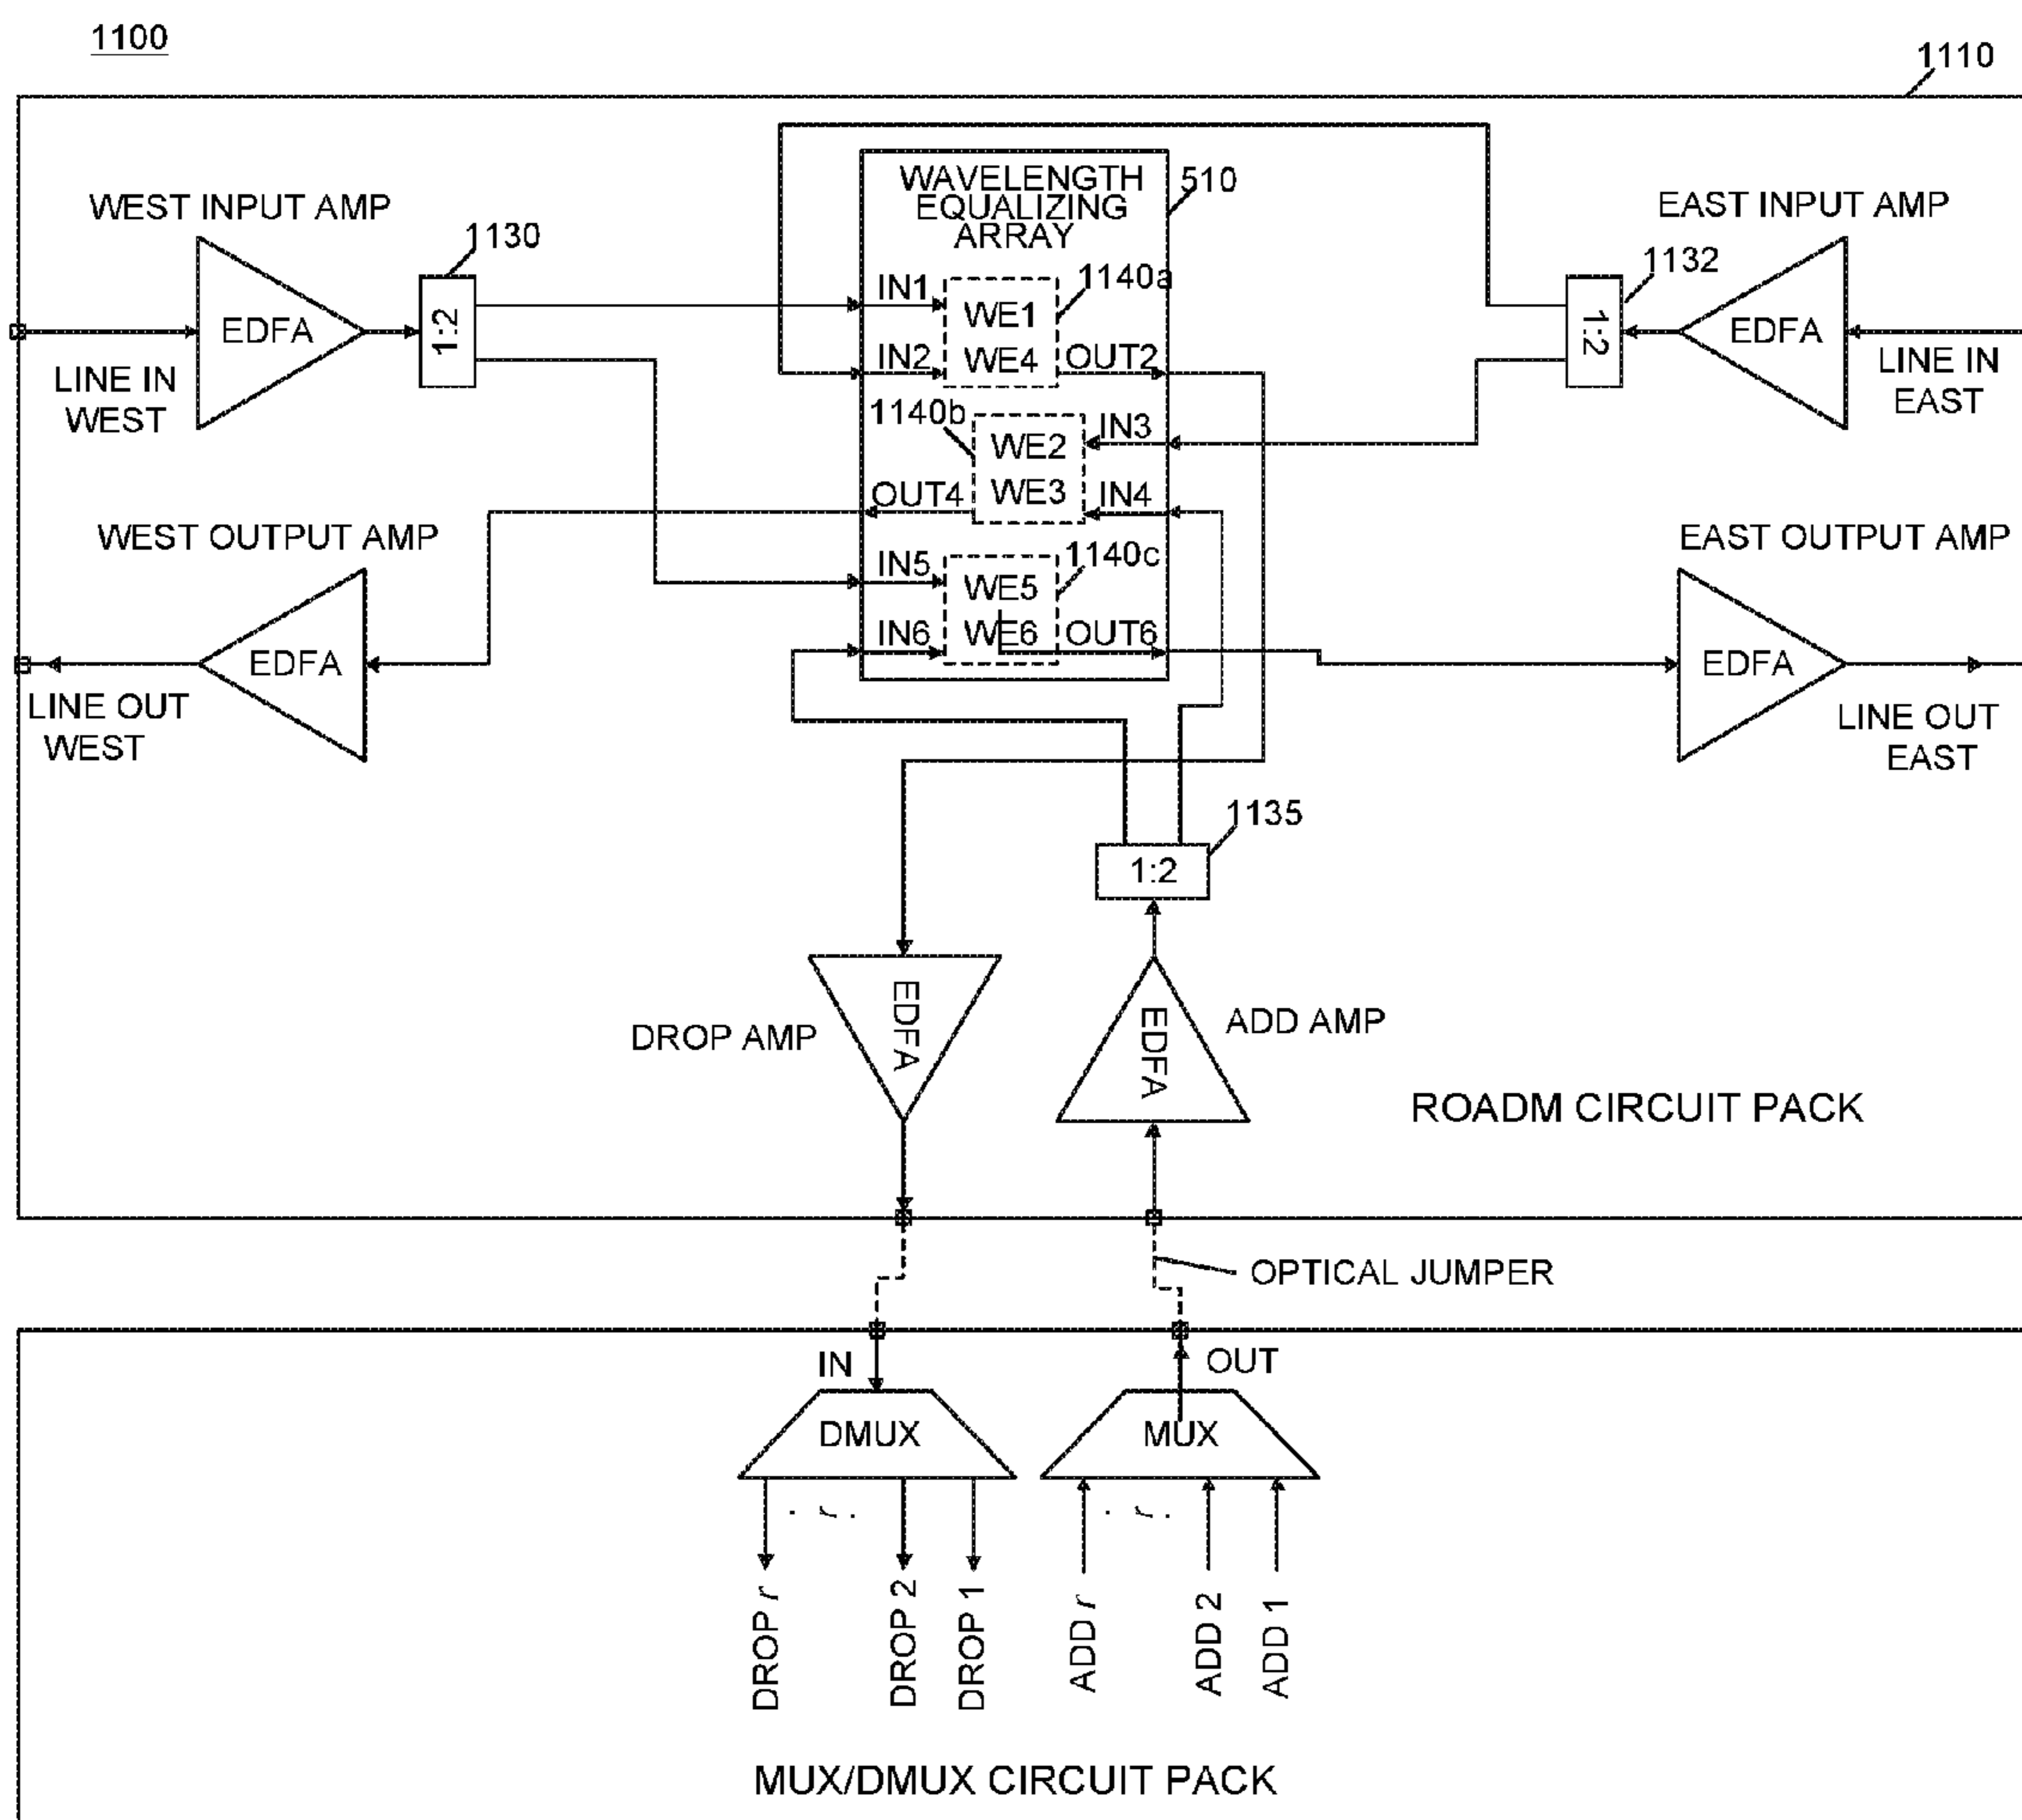 1100
1110
WAVELENGTH
EQUALIZING
ARRAY
510
WEST INPUT AMP
EAST INPUT AMP
1130
1132
1140a
IN1
WE1
EDFA
1:2
1:2
EDFA
IN2
WE4
OUT2
LINE IN
WEST
LINE IN
EAST
1140b
WE2
IN3
OUT4
WE3
IN4
WEST OUTPUT AMP
EAST OUTPUT AMP
1140c
IN5
WE5
IN6
WE6
OUT6
EDFA
EDFA
LINE OUT
WEST
LINE OUT
EAST
1135
1:2
EDFA
DROP AMP
EDFA
ADD AMP
ROADM CIRCUIT PACK
OPTICAL JUMPER
IN
OUT
DMUX
MUX
. r .
. r .
DROP r
DROP 2
DROP 1
ADD r
ADD 2
ADD 1
MUX/DMUX CIRCUIT PACK